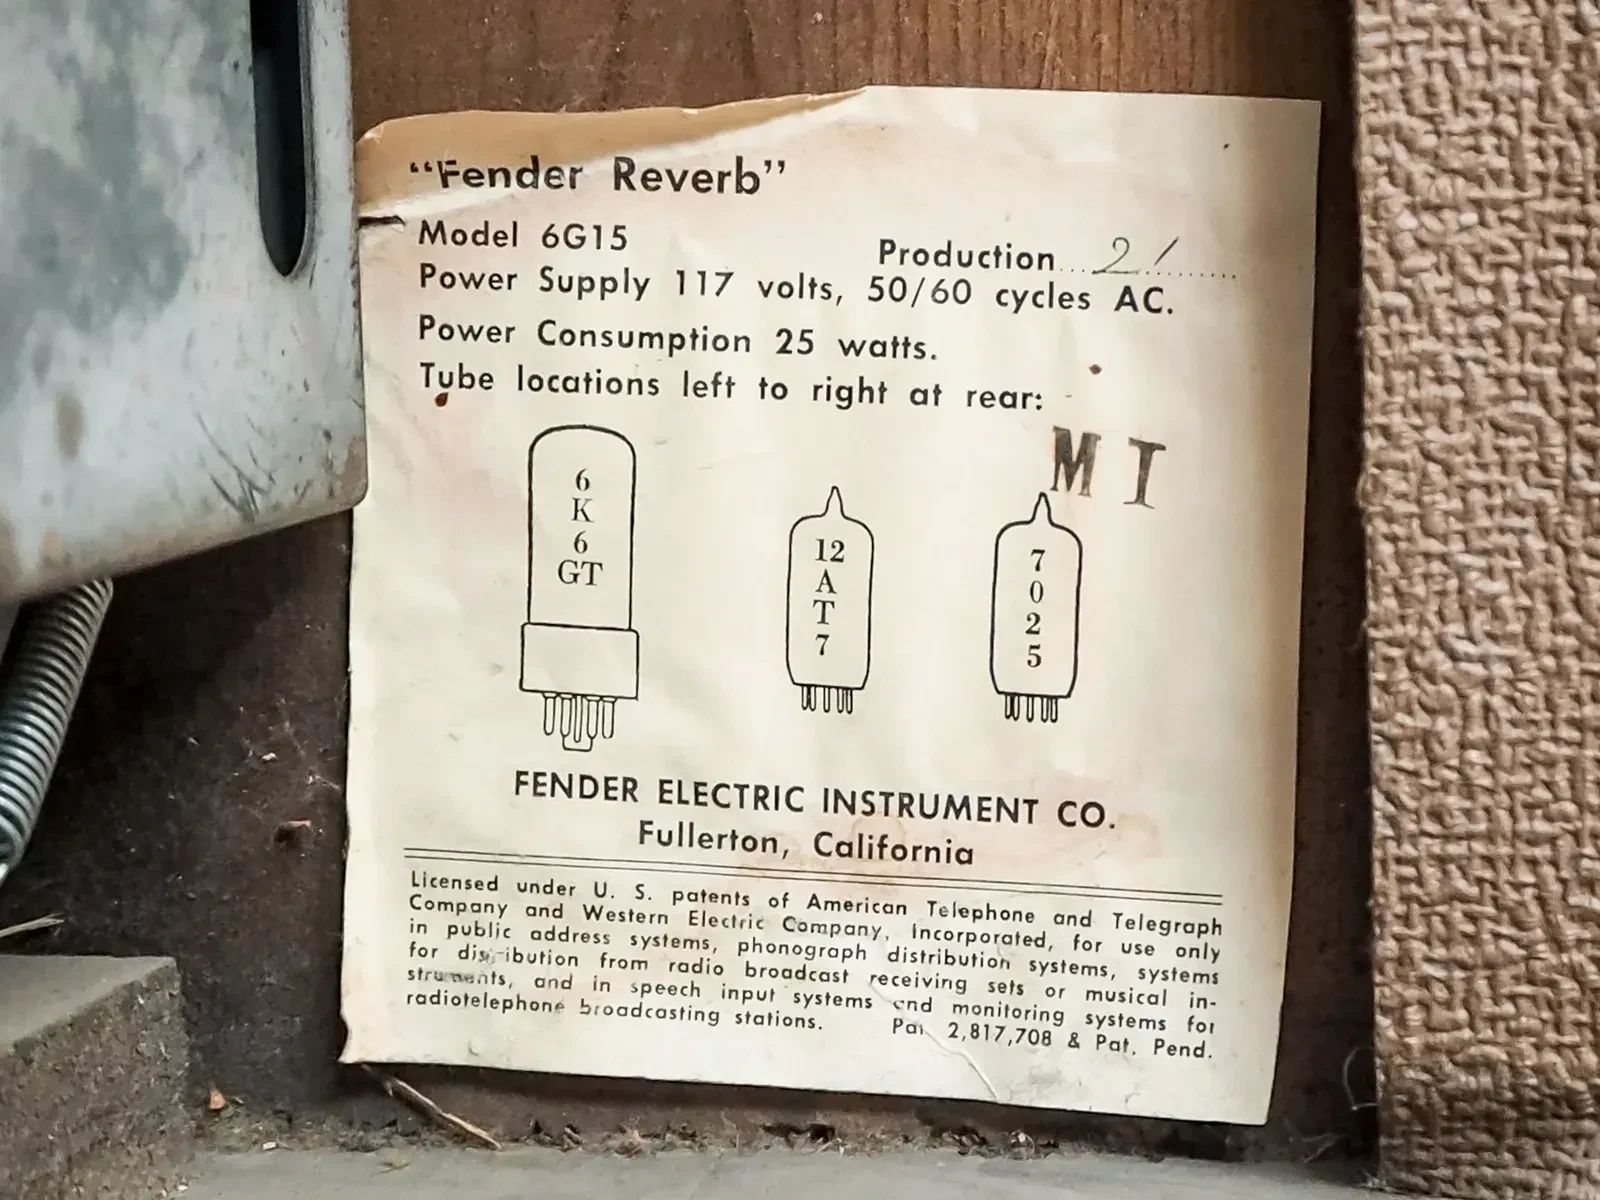 “Fender Reverb”
Model 6G15
Production 21
Power Supply 117 volts, 50/60 cycles AC.
Power Consumption 25 watts.
Tube locations left to right at rear:
M I
6
K
6
GT
12
A
T
7
7
0
2
5
FENDER ELECTRIC INSTRUMENT CO.
Fullerton, California
Licensed under U. S. patents of American Telephone and Telegraph
Company and Western Electric Company, Incorporated, for use only
in public address systems, phonograph distribution systems, systems
for distribution from radio broadcast receiving sets or musical in-
struments, and in speech input systems and monitoring systems for
radiotelephone broadcasting stations. Pat. 2,817,708 & Pat. Pend.